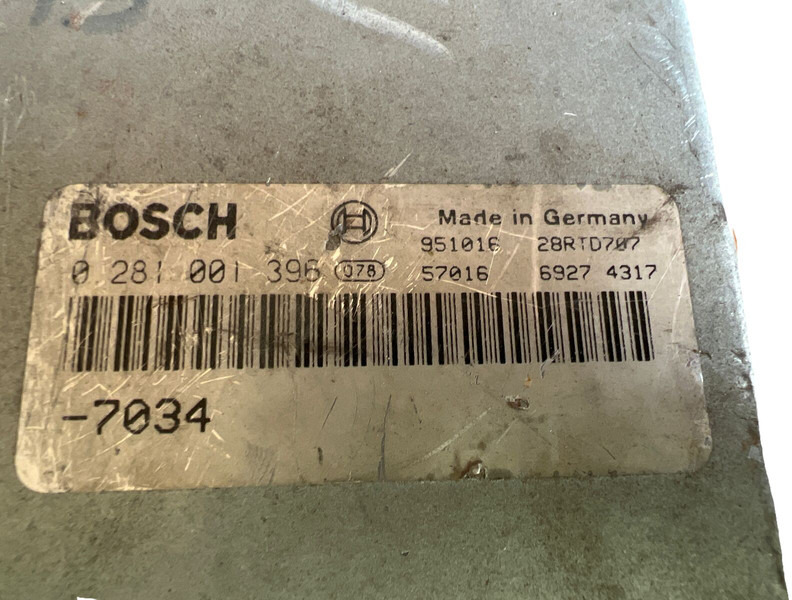 BOSCH
Made in Germany
951016 28RTD707
0 281 001 396 078 57016 6927 4317
-7034